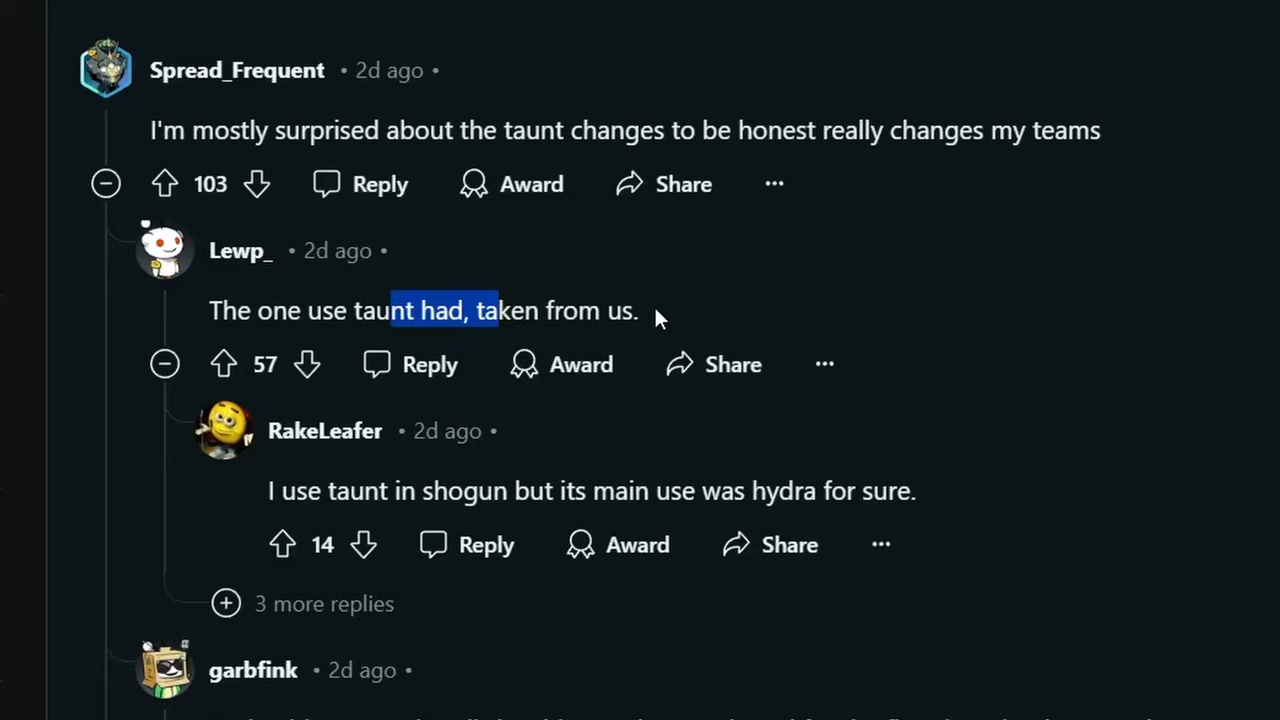 Spread_Frequent • 2d ago •
I'm mostly surprised about the taunt changes to be honest really changes my teams
103 Reply Award Share ...
Lewp_ • 2d ago •
The one use taunt had, taken from us.
57 Reply Award Share ...
RakeLeafer • 2d ago •
I use taunt in shogun but its main use was hydra for sure.
14 Reply Award Share ...
3 more replies
garbfink • 2d ago •